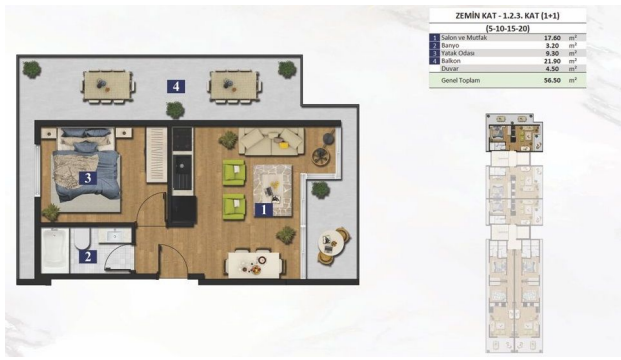 ZEMİN KAT - 1.2.3. KAT (1+1)
(5-10-15-20)
1 Salon ve Mutfak 17.60 m²
2 Banyo 3.20 m²
3 Yatak Odası 9.30 m²
4 Balkon 21.90 m²
Duvar 4.50 m²
Genel Toplam 56.50 m²
4
3
1
2